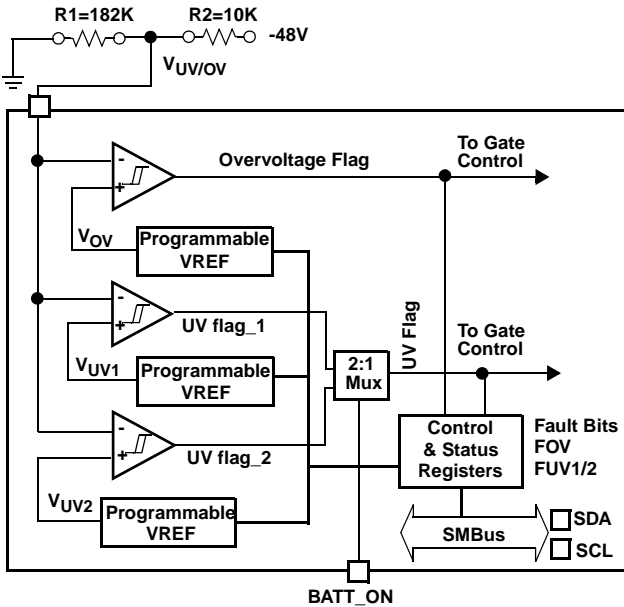 R1=182K
R2=10K
-48V
VUV/OV
Overvoltage Flag
To Gate
Control
-
+
VOV
Programmable
VREF
-
+
UV flag_1
UV Flag
To Gate
Control
VUV1
Programmable
VREF
2:1
Mux
-
+
UV flag_2
Control
& Status
Registers
Fault Bits
FOV
FUV1/2
VUV2
Programmable
VREF
SMBus
SDA
SCL
BATT_ON